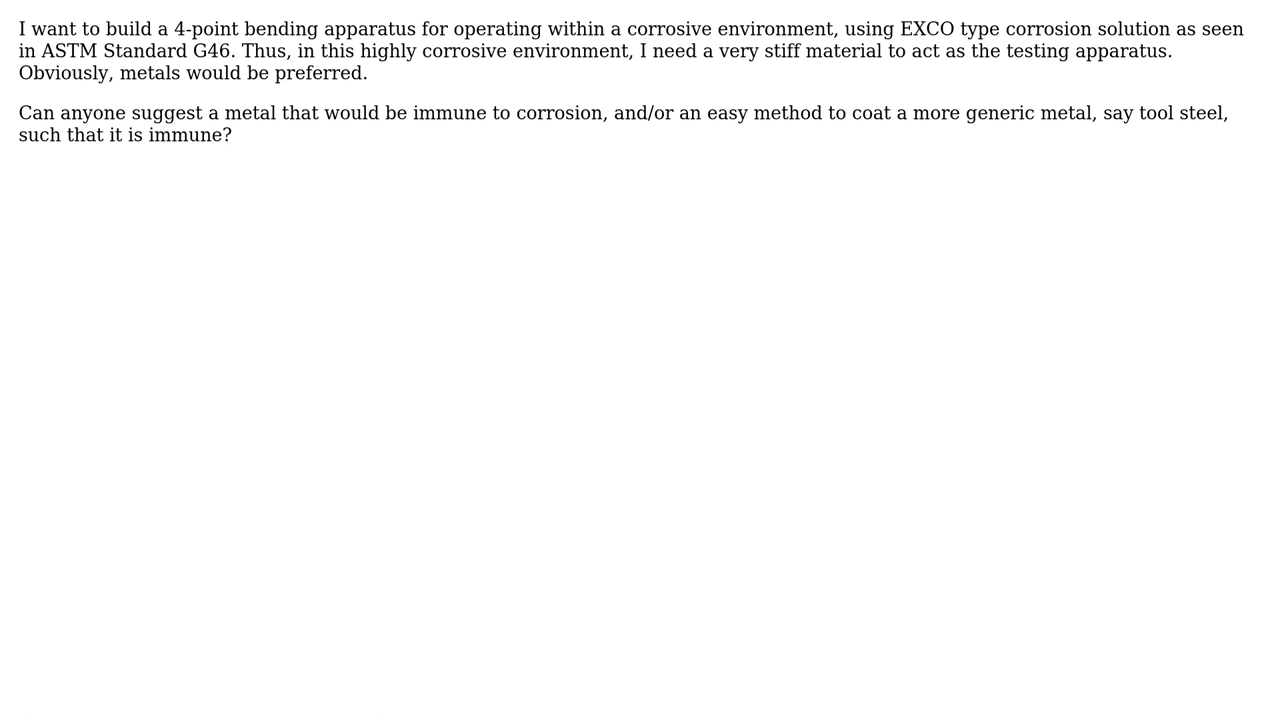 I want to build a 4-point bending apparatus for operating within a corrosive environment, using EXCO type corrosion solution as seen
in ASTM Standard G46. Thus, in this highly corrosive environment, I need a very stiff material to act as the testing apparatus.
Obviously, metals would be preferred.
Can anyone suggest a metal that would be immune to corrosion, and/or an easy method to coat a more generic metal, say tool steel,
such that it is immune?